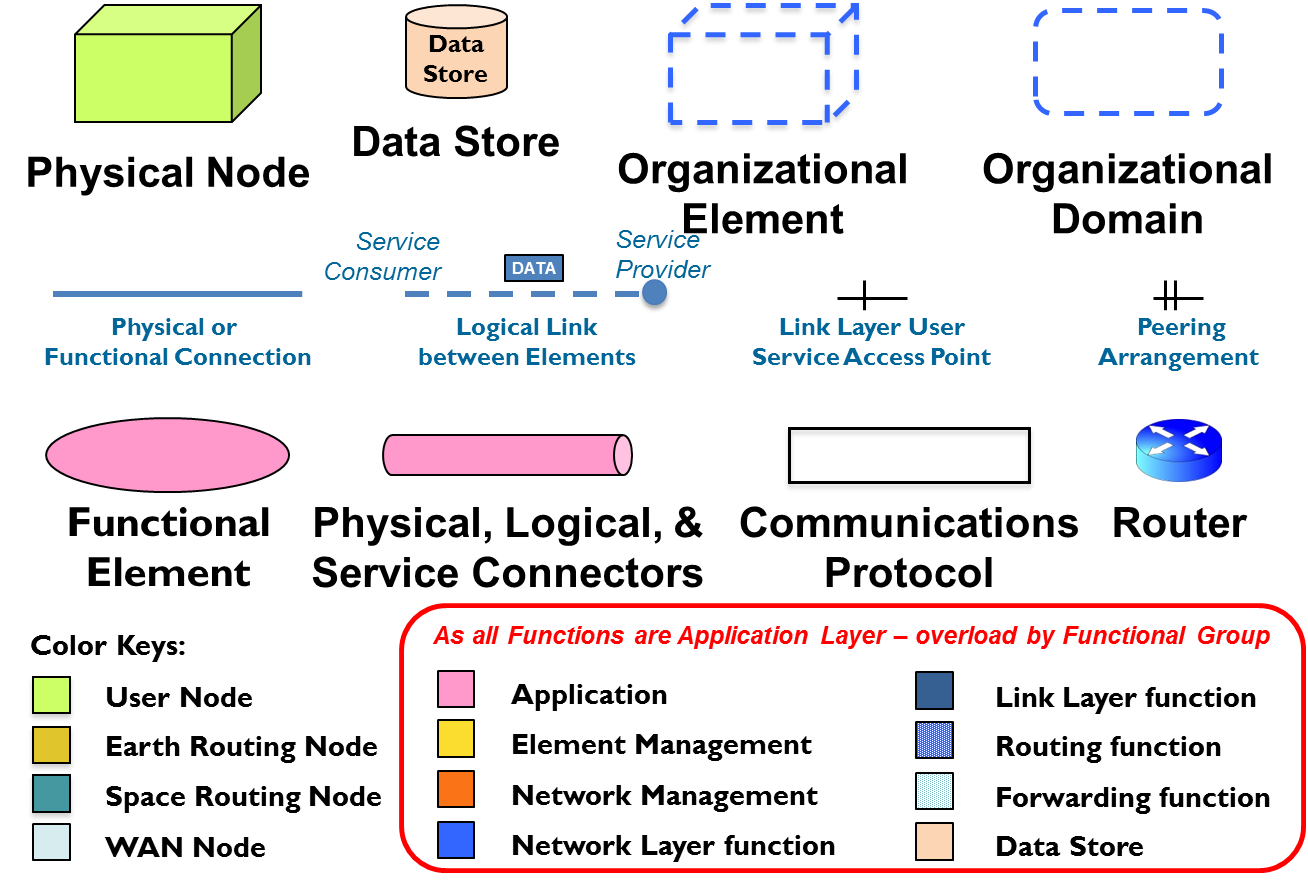 Data
Store
Physical Node
Data Store
Organizational
Element
Organizational
Domain
Service
Consumer
DATA
Service
Provider
Physical or
Functional Connection
Logical Link
between Elements
Link Layer User
Service Access Point
Peering
Arrangement
Functional
Element
Physical, Logical, &
Service Connectors
Communications
Protocol
Router
Color Keys:
User Node
Earth Routing Node
Space Routing Node
WAN Node
As all Functions are Application Layer – overload by Functional Group
Application
Element Management
Network Management
Network Layer function
Link Layer function
Routing function
Forwarding function
Data Store